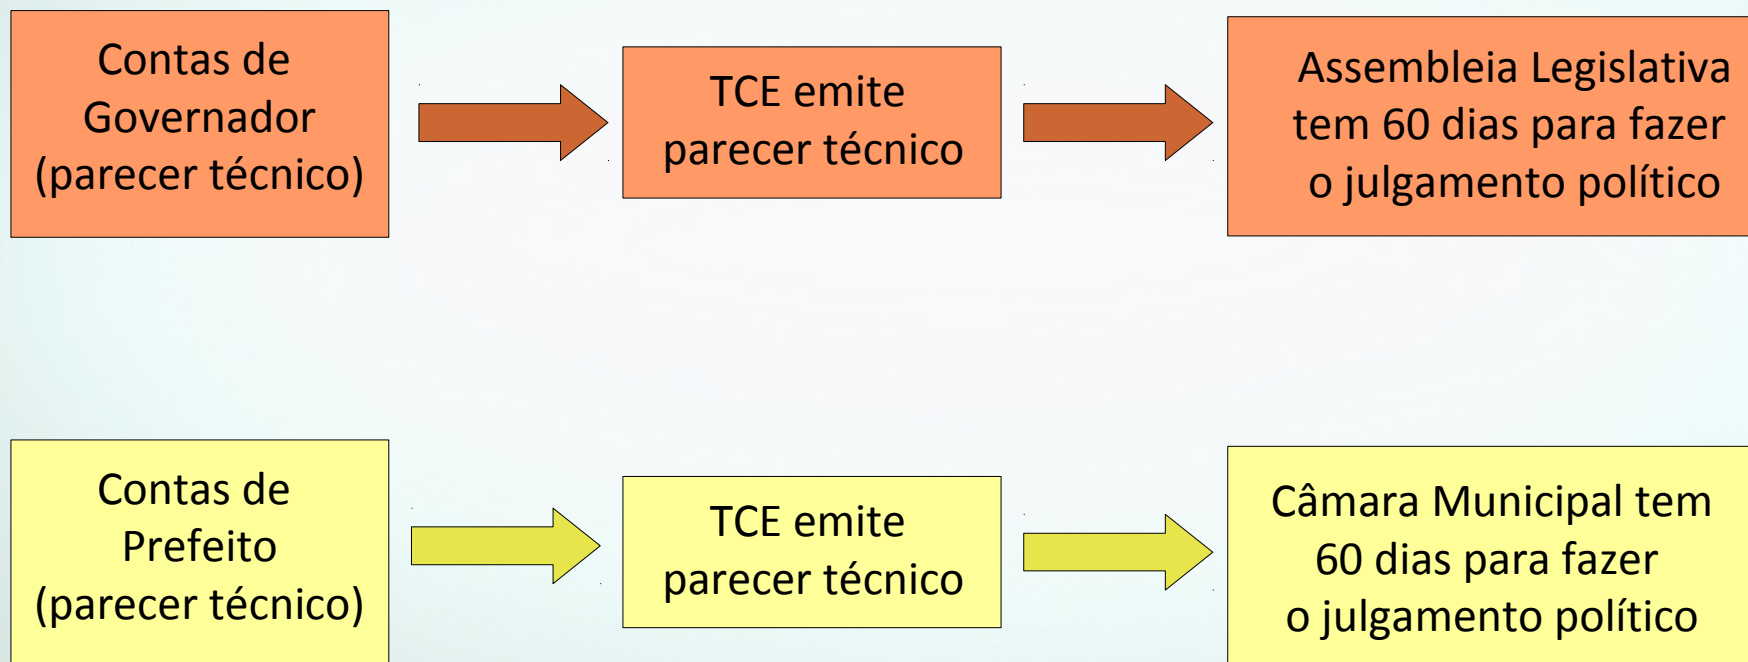 Contas de
Governador
(parecer técnico)
TCE emite
parecer técnico
Assembleia Legislativa
tem 60 dias para fazer
o julgamento político
Contas de
Prefeito
(parecer técnico)
TCE emite
parecer técnico
Câmara Municipal tem
60 dias para fazer
o julgamento político